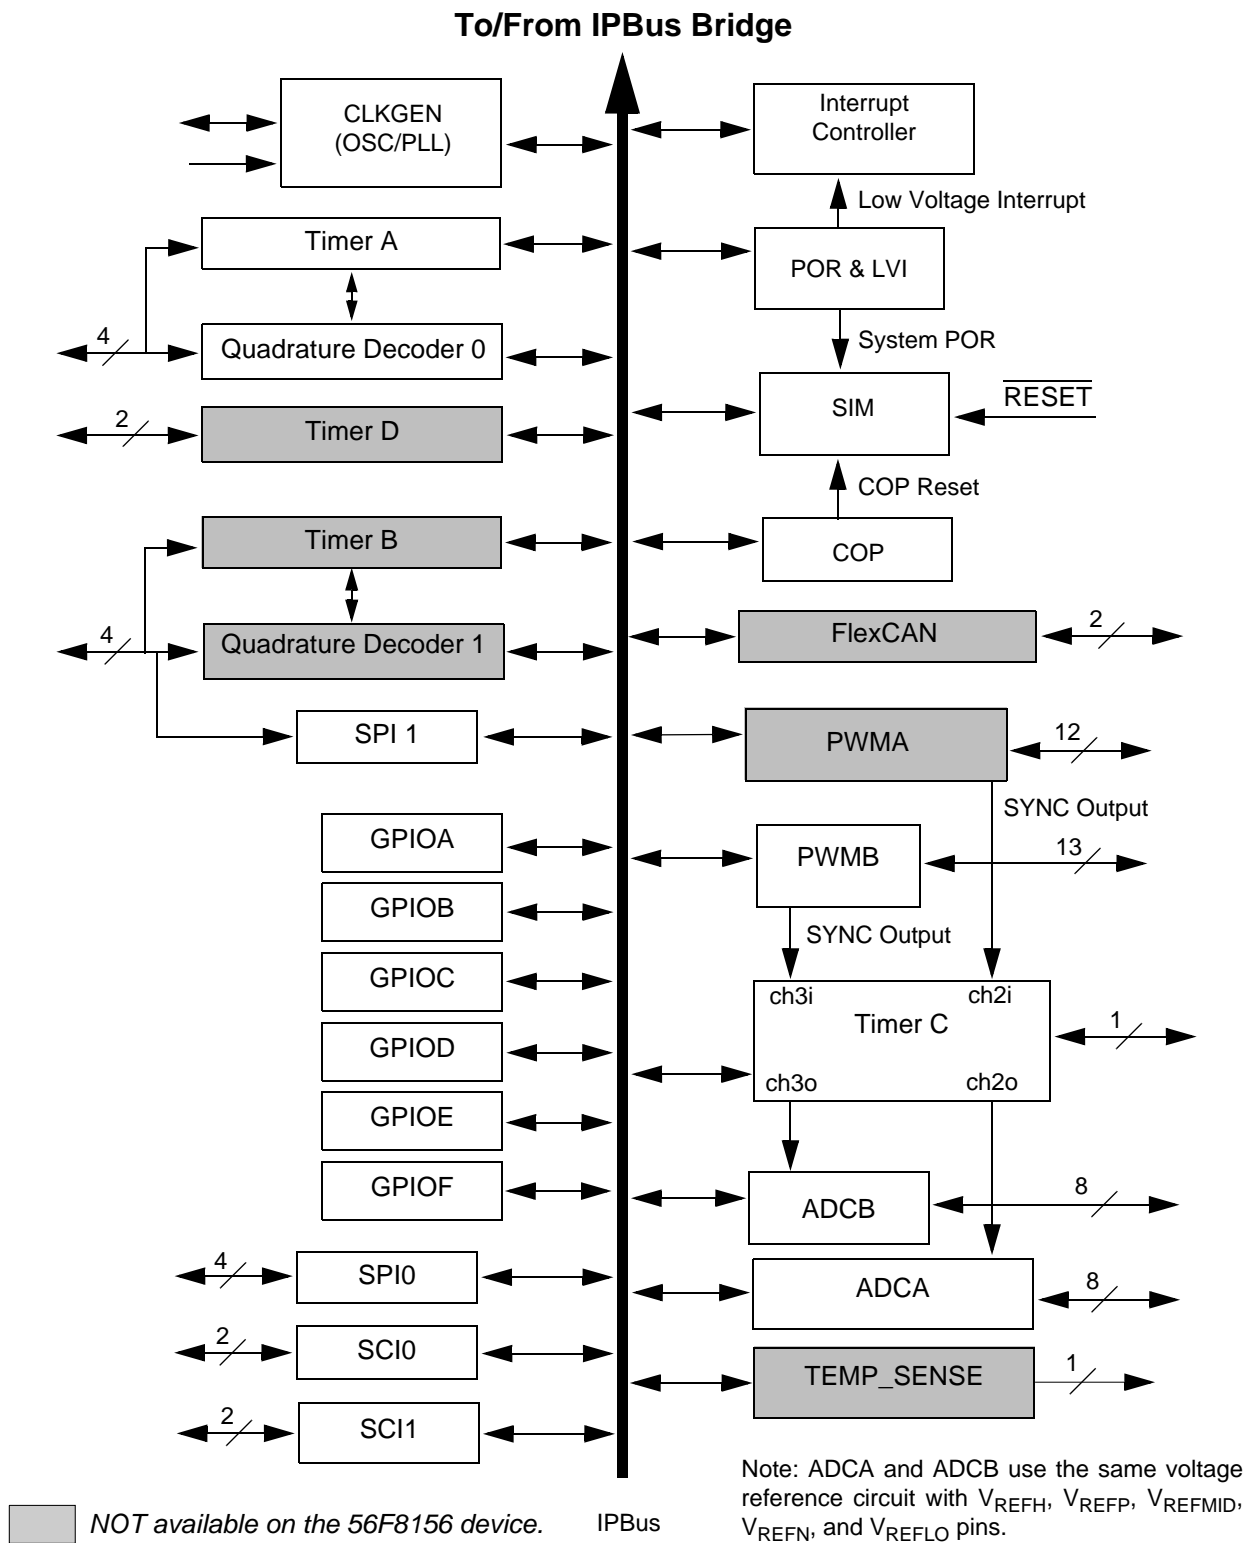 To/From IPBus Bridge
CLKGEN
(OSC/PLL)
Timer A
4
Quadrature Decoder 0
2
Timer D
Timer B
4
Quadrature Decoder 1
SPI 1
GPIOA
GPIOB
GPIOC
GPIOD
GPIOE
GPIOF
4
SPI0
2
SCI0
2
SCI1
NOT available on the 56F8156 device.
IPBus
Interrupt
Controller
Low Voltage Interrupt
POR & LVI
System POR
SIM
RESET
COP Reset
COP
FlexCAN
2
PWMA
12
SYNC Output
PWMB
13
SYNC Output
ch3i
ch2i
Timer C
1
ch3o
ch2o
ADCB
8
ADCA
8
TEMP_SENSE
1
Note: ADCA and ADCB use the same voltage
reference circuit with VREFH, VREFP, VREFMID,
VREFN, and VREFLO pins.